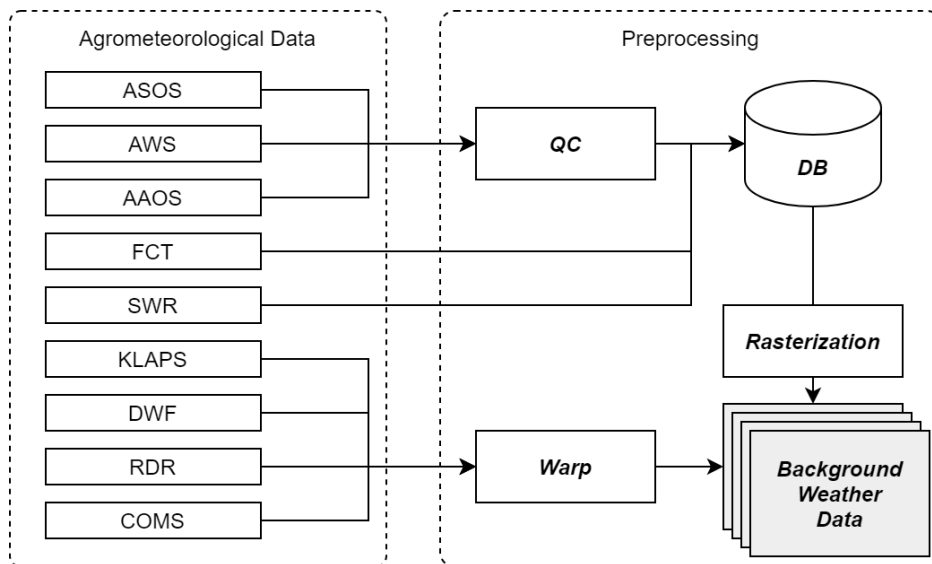 Agrometeorological Data
ASOS
AWS
AAOS
FCT
SWR
KLAPS
DWF
RDR
COMS
Preprocessing
QC
DB
Rasterization
Warp
Background
Weather
Data